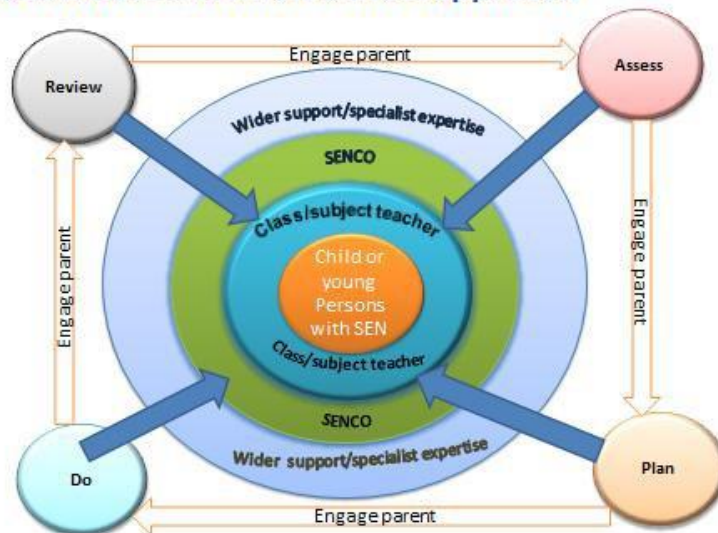 Engage parent
Review
Assess
Wider support/specialist expertise
SENCO
Class/subject teacher
Child or
young
Persons
with SEN
Class/subject teacher
SENCO
Wider support/specialist expertise
Engage parent
Engage parent
Do
Plan
Engage parent